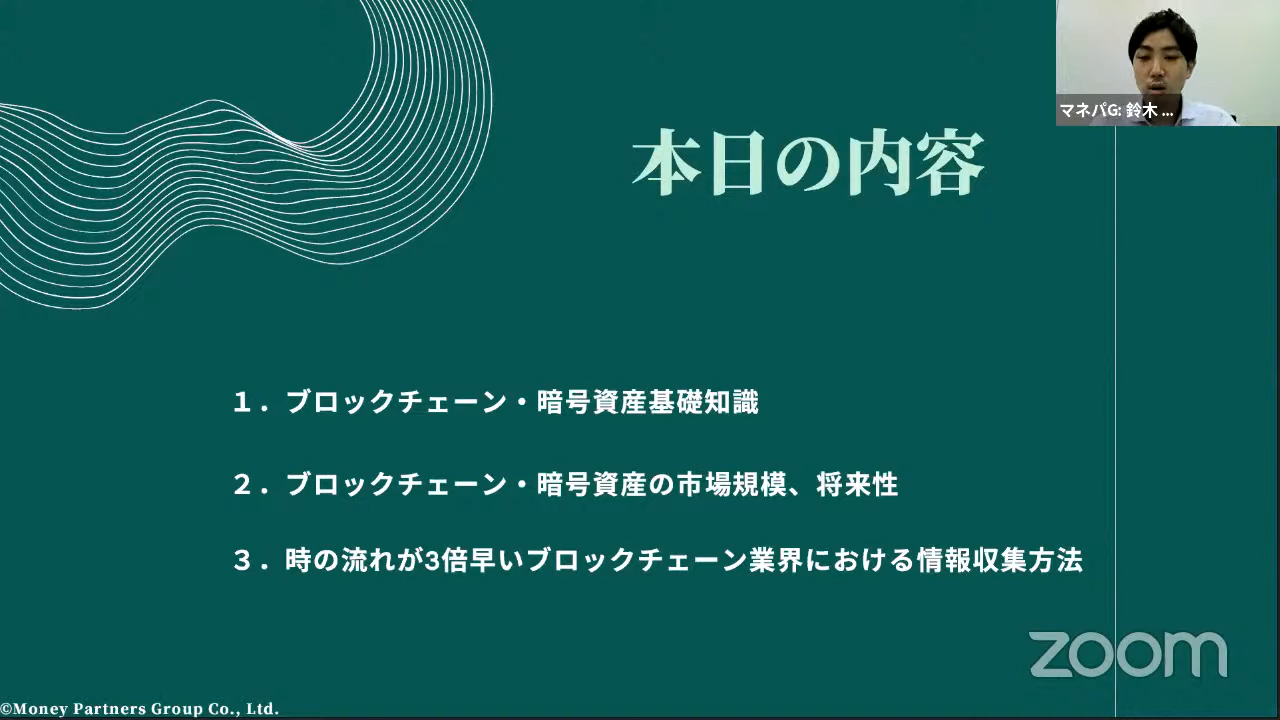 マネパG: 鈴木 ...
本日の内容
１．ブロックチェーン・暗号資産基礎知識
２．ブロックチェーン・暗号資産の市場規模、将来性
３．時の流れが3倍早いブロックチェーン業界における情報収集方法
zoom
©Money Partners Group Co., Ltd.